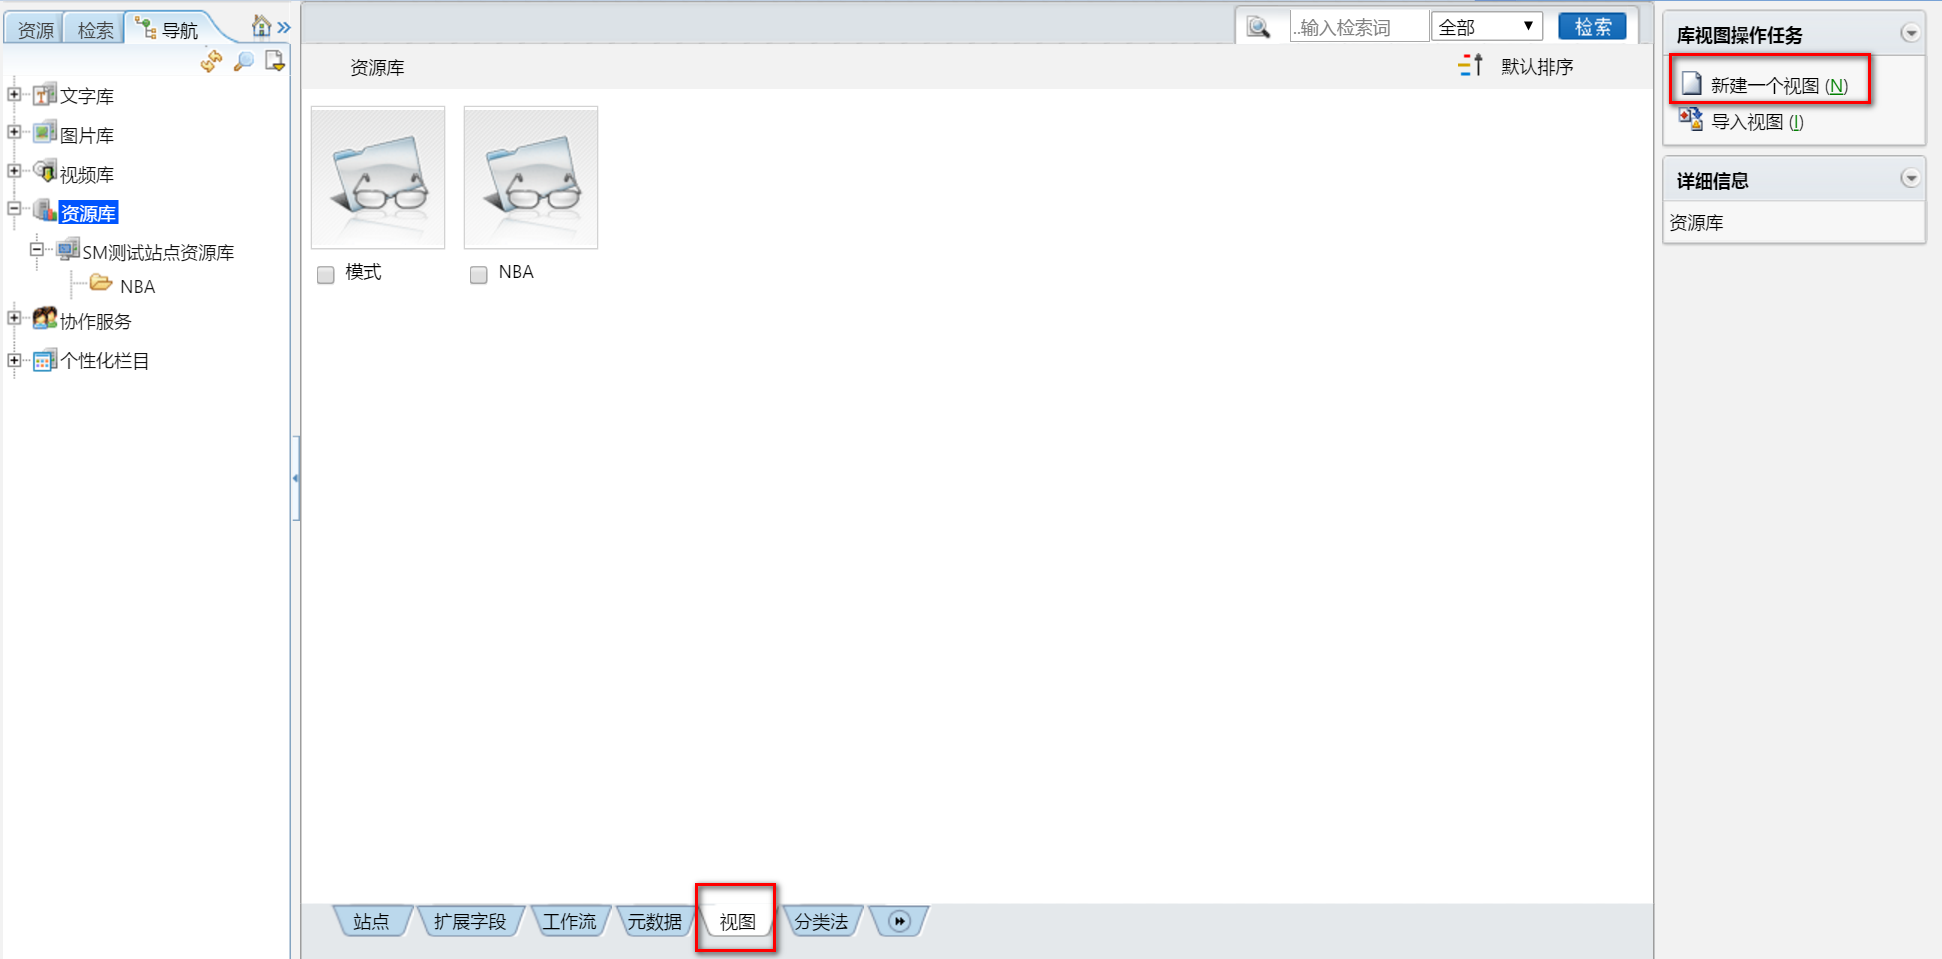 资源
检索
导航
文字库
图片库
视频库
资源库
SM测试站点资源库
NBA
协作服务
个性化栏目
..输入检索词
全部
检索
资源库
默认排序
模式
NBA
站点
扩展字段
工作流
元数据
视图
分类法
库视图操作任务
新建一个视图 (N)
导入视图 (I)
详细信息
资源库